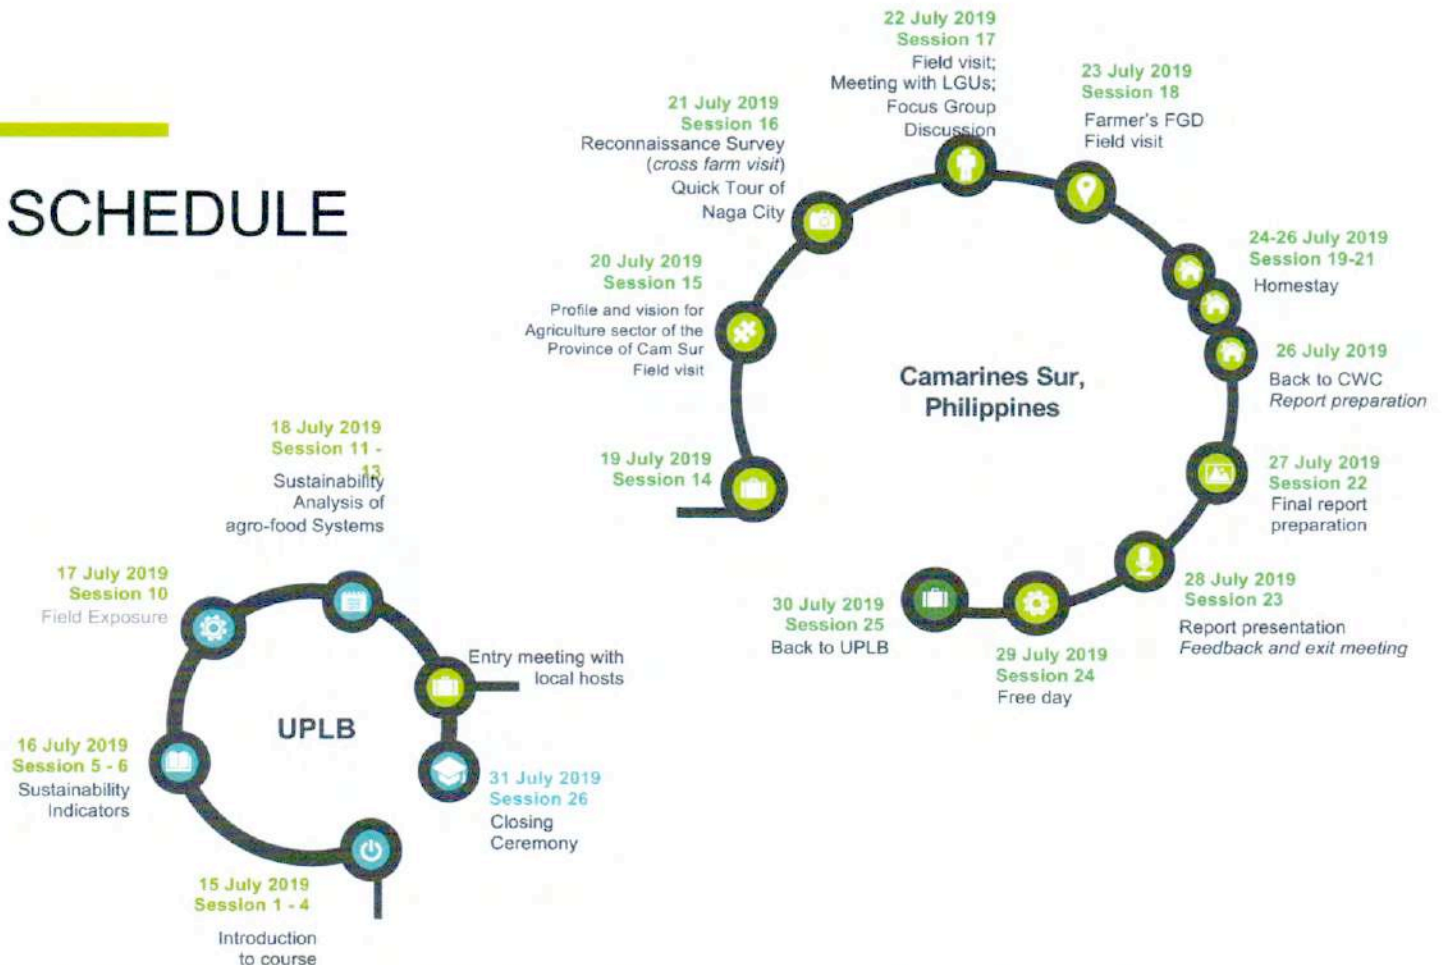 SCHEDULE
15 July 2019
Session 1 - 4
Introduction
to course
16 July 2019
Session 5 - 6
Sustainability
Indicators
17 July 2019
Session 10
Field Exposure
18 July 2019
Session 11 -
13
Sustainability
Analysis of
agro-food Systems
Entry meeting with
local hosts
UPLB
31 July 2019
Session 26
Closing
Ceremony
19 July 2019
Session 14
20 July 2019
Session 15
Profile and vision for
Agriculture sector of the
Province of Cam Sur
Field visit
21 July 2019
Session 16
Reconnaissance Survey
(cross farm visit)
Quick Tour of
Naga City
22 July 2019
Session 17
Field visit;
Meeting with LGUs;
Focus Group
Discussion
23 July 2019
Session 18
Farmer's FGD
Field visit
24-26 July 2019
Session 19-21
Homestay
26 July 2019
Back to CWC
Report preparation
27 July 2019
Session 22
Final report
preparation
28 July 2019
Session 23
Report presentation
Feedback and exit meeting
29 July 2019
Session 24
Free day
30 July 2019
Session 25
Back to UPLB
Camarines Sur,
Philippines